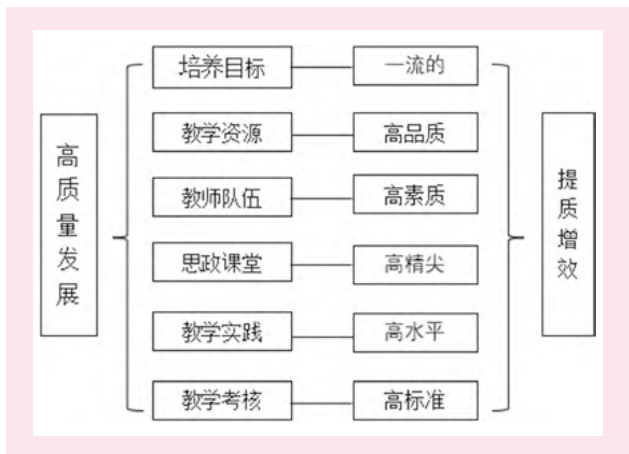 高质量发展
培养目标
一流的
教学资源
高品质
教师队伍
高素质
思政课堂
高精尖
教学实践
高水平
教学考核
高标准
提质增效